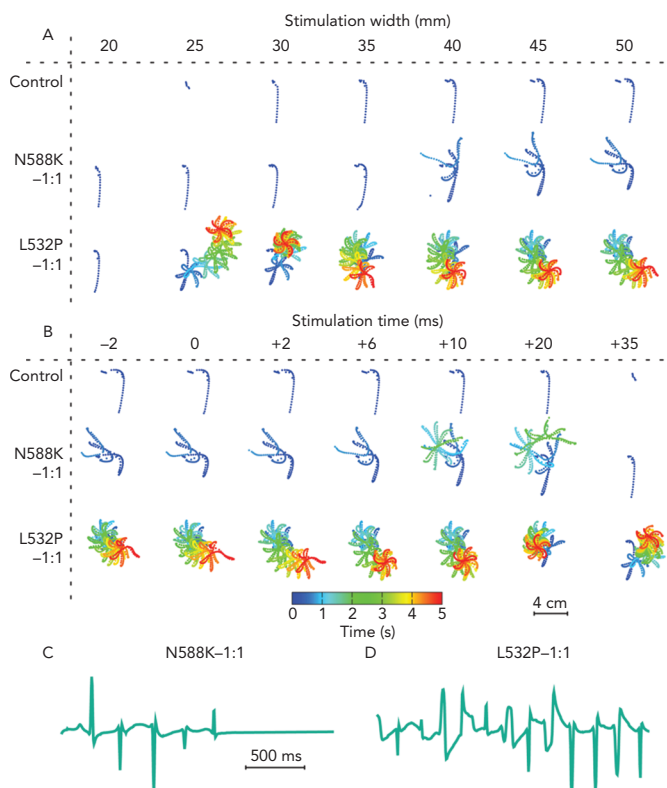 A
Stimulation width (mm)
20 25 30 35 40 45 50
Control
N588K
–1:1
L532P
–1:1
B
Stimulation time (ms)
–2 0 +2 +6 +10 +20 +35
Control
N588K
–1:1
L532P
–1:1
0 1 2 3 4 5
Time (s)
4 cm
C N588K–1:1
D L532P–1:1
500 ms